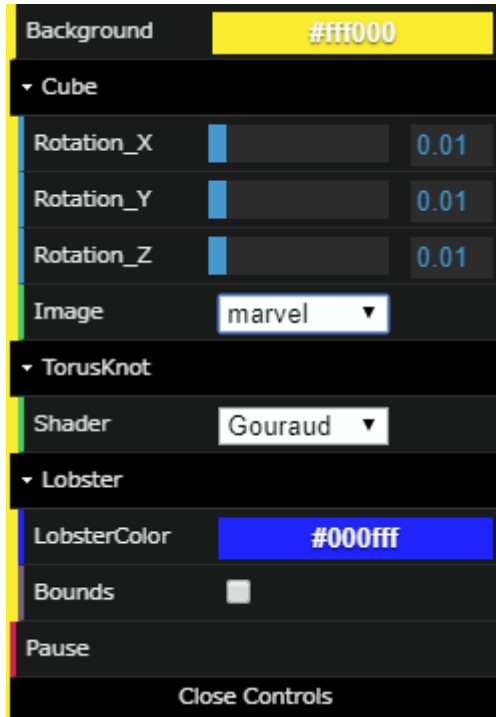 Background #fff000
Cube
Rotation_X 0.01
Rotation_Y 0.01
Rotation_Z 0.01
Image marvel
TorusKnot
Shader Gouraud
Lobster
LobsterColor #000fff
Bounds
Pause
Close Controls